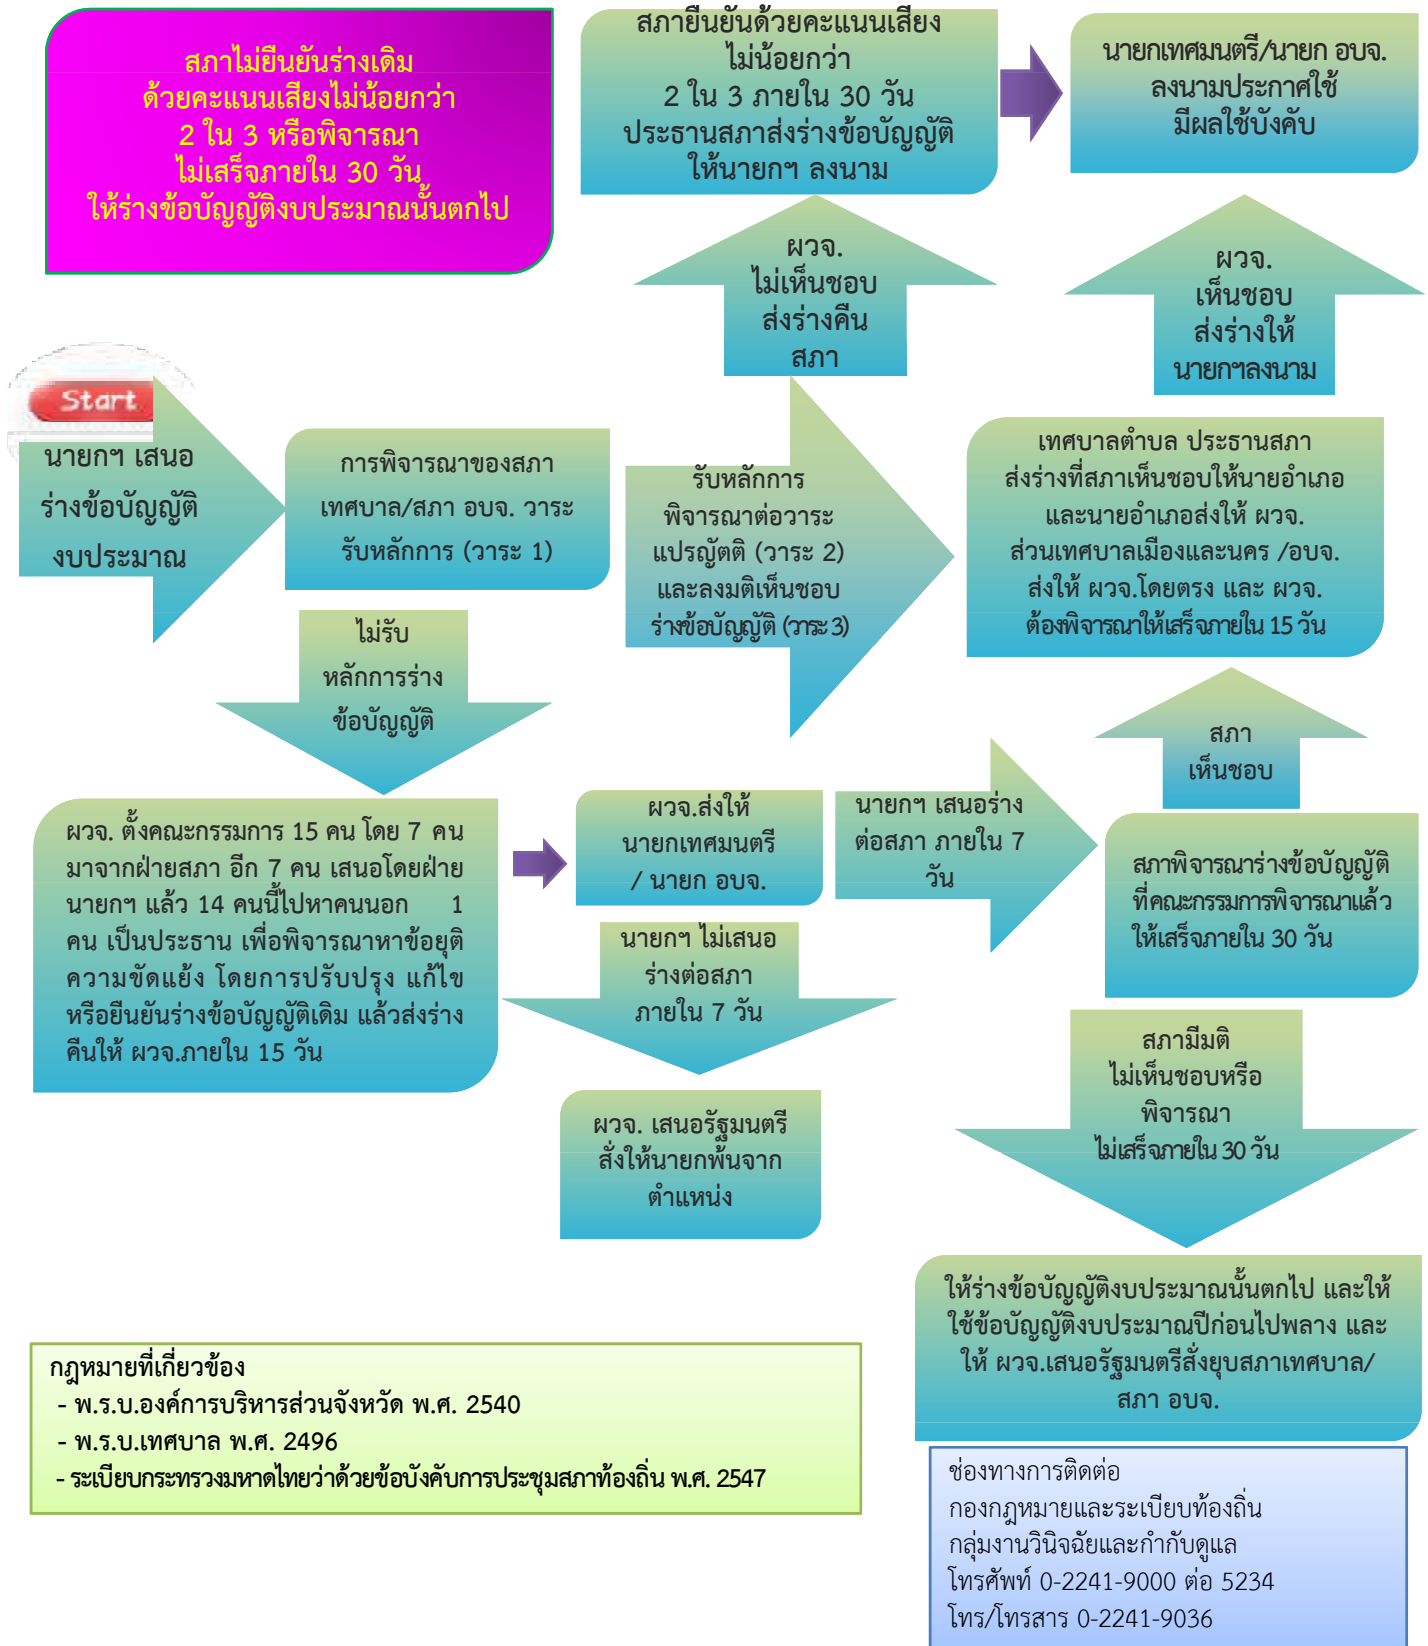 สภาไม่ยืนยันร่างเดิม
ด้วยคะแนนเสียงไม่น้อยกว่า
2 ใน 3 หรือพิจารณา
ไม่เสร็จภายใน 30 วัน
ให้ร่างข้อบัญญัติงบประมาณนั้นตกไป
สภายืนยันด้วยคะแนนเสียง
ไม่น้อยกว่า
2 ใน 3 ภายใน 30 วัน
ประธานสภาส่งร่างข้อบัญญัติ
ให้นายกฯ ลงนาม
นายกเทศมนตรี/นายก อบจ.
ลงนามประกาศใช้
มีผลใช้บังคับ
ผวจ.
ไม่เห็นชอบ
ส่งร่างคืน
สภา
ผวจ.
เห็นชอบ
ส่งร่างให้
นายกฯลงนาม
Start
นายกฯ เสนอ
ร่างข้อบัญญัติ
งบประมาณ
การพิจารณาของสภา
เทศบาล/สภา อบจ. วาระ
รับหลักการ (วาระ 1)
รับหลักการ
พิจารณาต่อวาระ
แปรญัตติ (วาระ 2)
และลงมติเห็นชอบ
ร่างข้อบัญญัติ (วาระ 3)
เทศบาลตำบล ประธานสภา
ส่งร่างที่สภาเห็นชอบให้นายอำเภอ
และนายอำเภอส่งให้ ผวจ.
ส่วนเทศบาลเมืองและนคร /อบจ.
ส่งให้ ผวจ.โดยตรง และ ผวจ.
ต้องพิจารณาให้เสร็จภายใน 15 วัน
ไม่รับ
หลักการร่าง
ข้อบัญญัติ
สภา
เห็นชอบ
ผวจ. ตั้งคณะกรรมการ 15 คน โดย 7 คน
มาจากฝ่ายสภา อีก 7 คน เสนอโดยฝ่าย
นายกฯ แล้ว 14 คนนี้ไปหาคนนอก 1
คน เป็นประธาน เพื่อพิจารณาหาข้อยุติ
ความขัดแย้ง โดยการปรับปรุง แก้ไข
หรือยืนยันร่างข้อบัญญัติเดิม แล้วส่งร่าง
คืนให้ ผวจ.ภายใน 15 วัน
ผวจ.ส่งให้
นายกเทศมนตรี
/ นายก อบจ.
นายกฯ เสนอร่าง
ต่อสภา ภายใน 7
วัน
สภาพิจารณาร่างข้อบัญญัติ
ที่คณะกรรมการพิจารณาแล้ว
ให้เสร็จภายใน 30 วัน
นายกฯ ไม่เสนอ
ร่างต่อสภา
ภายใน 7 วัน
สภามีมติ
ไม่เห็นชอบหรือ
พิจารณา
ไม่เสร็จภายใน 30 วัน
ผวจ. เสนอรัฐมนตรี
สั่งให้นายกพ้นจาก
ตำแหน่ง
ให้ร่างข้อบัญญัติงบประมาณนั้นตกไป และให้
ใช้ข้อบัญญัติงบประมาณปีก่อนไปพลาง และ
ให้ ผวจ.เสนอรัฐมนตรีสั่งยุบสภาเทศบาล/
สภา อบจ.
กฎหมายที่เกี่ยวข้อง
- พ.ร.บ.องค์การบริหารส่วนจังหวัด พ.ศ. 2540
- พ.ร.บ.เทศบาล พ.ศ. 2496
- ระเบียบกระทรวงมหาดไทยว่าด้วยข้อบังคับการประชุมสภาท้องถิ่น พ.ศ. 2547
ช่องทางการติดต่อ
กองกฎหมายและระเบียบท้องถิ่น
กลุ่มงานวินิจฉัยและกำกับดูแล
โทรศัพท์ 0-2241-9000 ต่อ 5234
โทร/โทรสาร 0-2241-9036